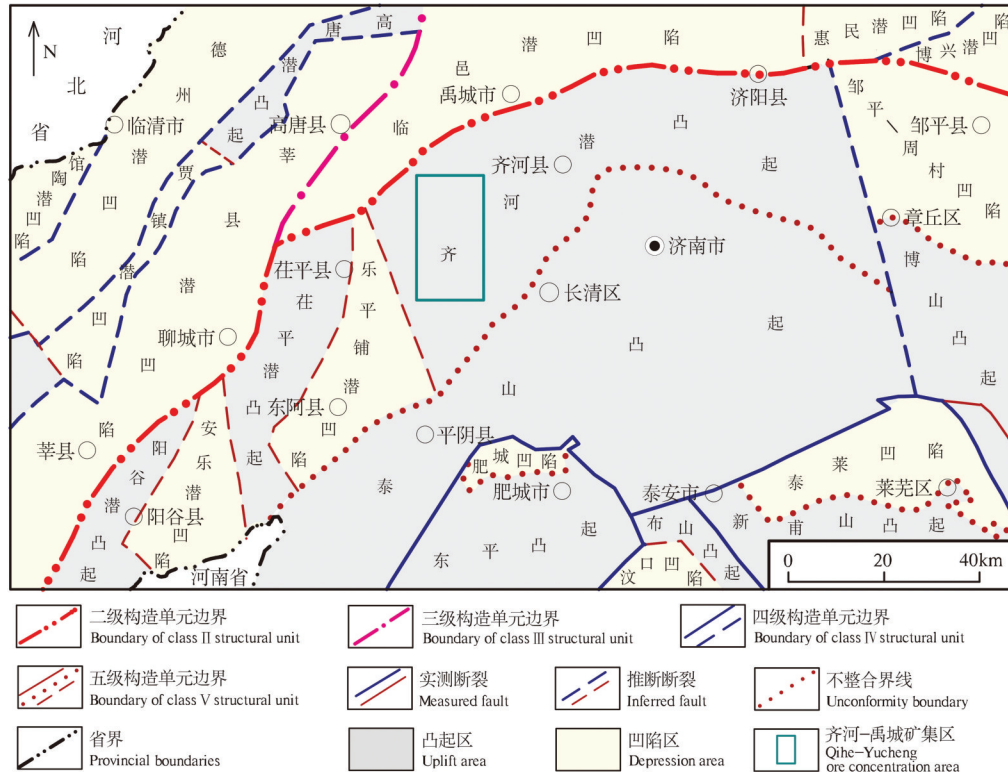 N
河北省
德州潜凹陷
高唐潜凸起
临邑潜凹陷
惠民潜凹陷
博兴潜凹陷
临清市
高唐县
禹城市
济阳县
邹平县
馆陶潜凹陷
贾镇潜凹陷
莘县潜凹陷
齐河潜凸起
齐河县
邹平—周村凹陷
章丘区
济南市
茌平县
长清区
聊城市
茌平潜凸起
乐平铺潜凹陷
博山凸起
东阿县
莘县
平阴县
泰山凸起
阳谷潜凸起
安乐潜凹陷
阳谷县
肥城凹陷
肥城市
泰安市
泰莱凹陷
莱芜区
河南省
东平凸起
布山凸起
汶口凹陷
新甫山凸起
0 20 40km
二级构造单元边界
Boundary of class Ⅱ structural unit
三级构造单元边界
Boundary of class Ⅲ structural unit
四级构造单元边界
Boundary of class Ⅳ structural unit
五级构造单元边界
Boundary of class Ⅴ structural unit
实测断裂
Measured fault
推断断裂
Inferred fault
不整合界线
Unconformity boundary
省界
Provincial boundaries
凸起区
Uplift area
凹陷区
Depression area
齐河–禹城矿集区
Qihe–Yucheng
ore concentration area